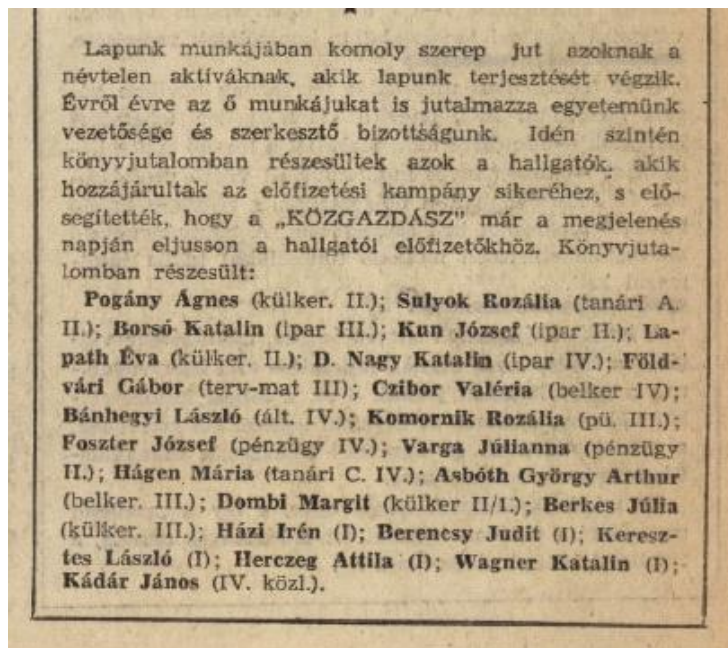 Lapunk munkájában komoly szerep jut azoknak a
névtelen aktíváknak, akik lapunk terjesztését végzik.
Évről évre az ő munkájukat is jutalmazza egyetemünk
vezetősége és szerkesztő bizottságunk. Idén szintén
könyvjutalomban részesültek azok a hallgatók, akik
hozzájárultak az előfizetési kampány sikeréhez, s elő-
segítették, hogy a „KÖZGAZDÁSZ" már a megjelenés
napján eljusson a hallgatói előfizetőkhöz. Könyvjuta-
lomban részesült:
Pogány Ágnes (külker. II.); Sulyok Rozália (tanári A.
II.); Borsó Katalin (ipar III.); Kun József (ipar II.); La-
path Éva (külker. II.); D. Nagy Katalin (ipar IV.); Föld-
vári Gábor (terv-mat III); Czibor Valéria (belker IV);
Bánhegyi László (ált. IV.); Komornik Rozália (pü. III.);
Foszter József (pénzügy IV.); Varga Júlianna (pénzügy
II.); Hágen Mária (tanári C. IV.); Asbóth György Arthur
(belker. III.); Dombi Margit (külker II/1.); Berkes Júlia
(külker. III.); Házi Irén (I); Berencsy Judit (I); Keresz-
tes László (I); Herczeg Attila (I); Wagner Katalin (I);
Kádár János (IV. közl.).